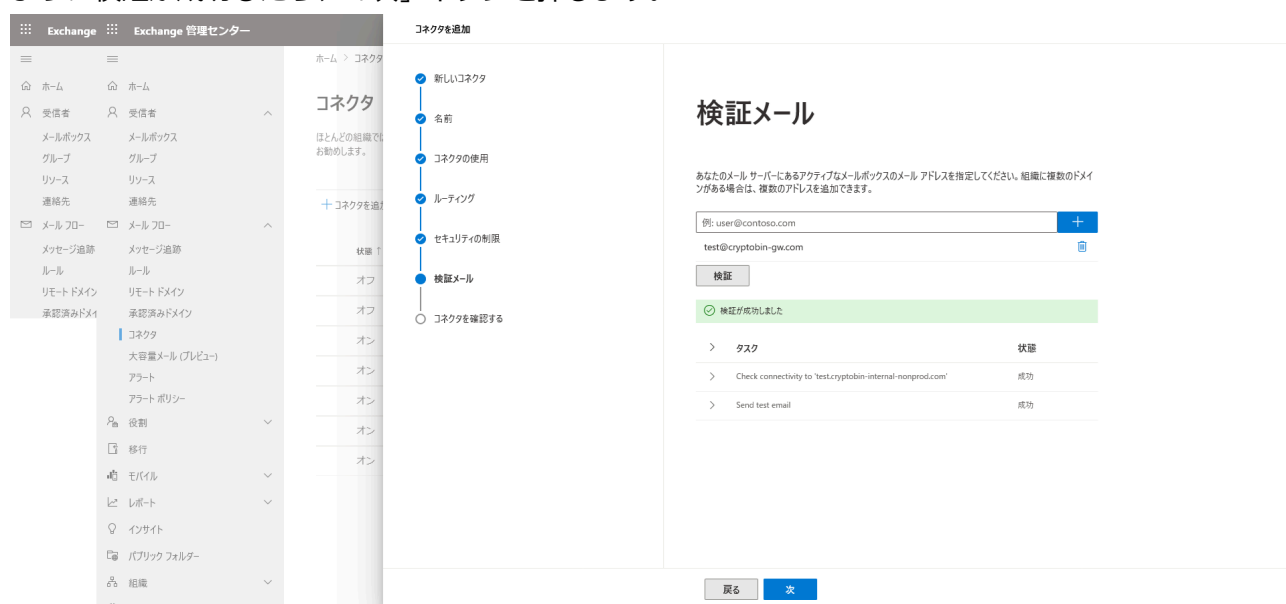 Exchange
Exchange 管理センター
ホーム
受信者
メールボックス
グループ
リソース
連絡先
メール フロー
メッセージ追跡
ルール
リモート ドメイン
ホーム
受信者
メールボックス
グループ
リソース
連絡先
メール フロー
メッセージ追跡
ルール
リモート ドメイン
承認済みドメイン
コネクタ
大容量メール (プレビュー)
アラート
アラート ポリシー
役割
移行
モバイル
レポート
インサイト
パブリック フォルダー
組織
ホーム > コネクタ
コネクタ
ほとんどの組織では
お勧めします。
状態 ↑
オフ
オフ
オン
オン
オン
オン
オン
コネクタを追加
新しいコネクタ
名前
コネクタの使用
ルーティング
セキュリティの制限
検証メール
コネクタを確認する
検証メール
あなたのメール サーバーにあるアクティブなメールボックスのメール アドレスを指定してください。組織に複数のドメイ
ンがある場合は、複数のアドレスを追加できます。
例: user@contoso.com
test@cryptobin-gw.com
検証
検証が成功しました
タスク 状態
Check connectivity to 'test.cryptobin-internal-nonprod.com' 成功
Send test email 成功
戻る 次